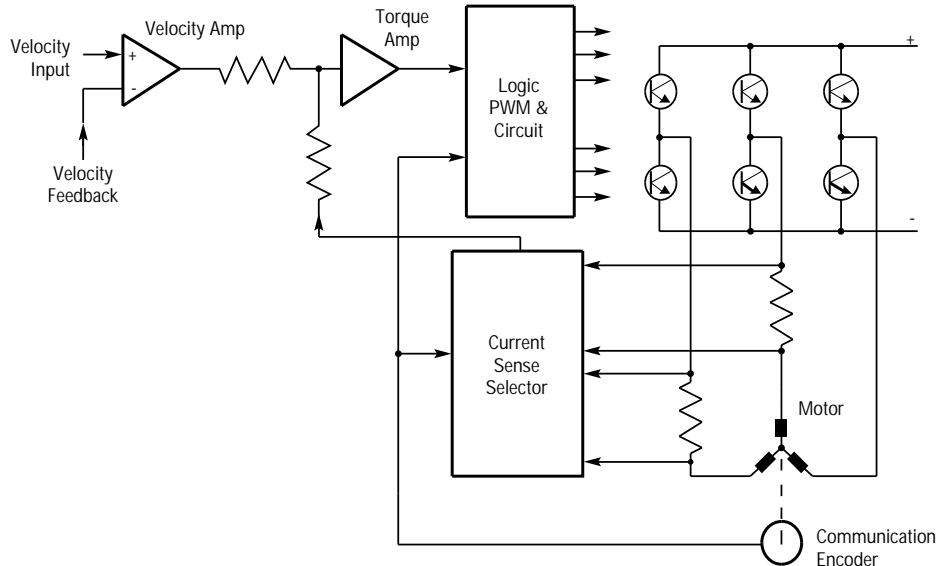 Velocity Amp
Torque
Amp
Velocity
Input
+
-
Velocity
Feedback
Logic
PWM &
Circuit
+
-
Current
Sense
Selector
Motor
Communication
Encoder